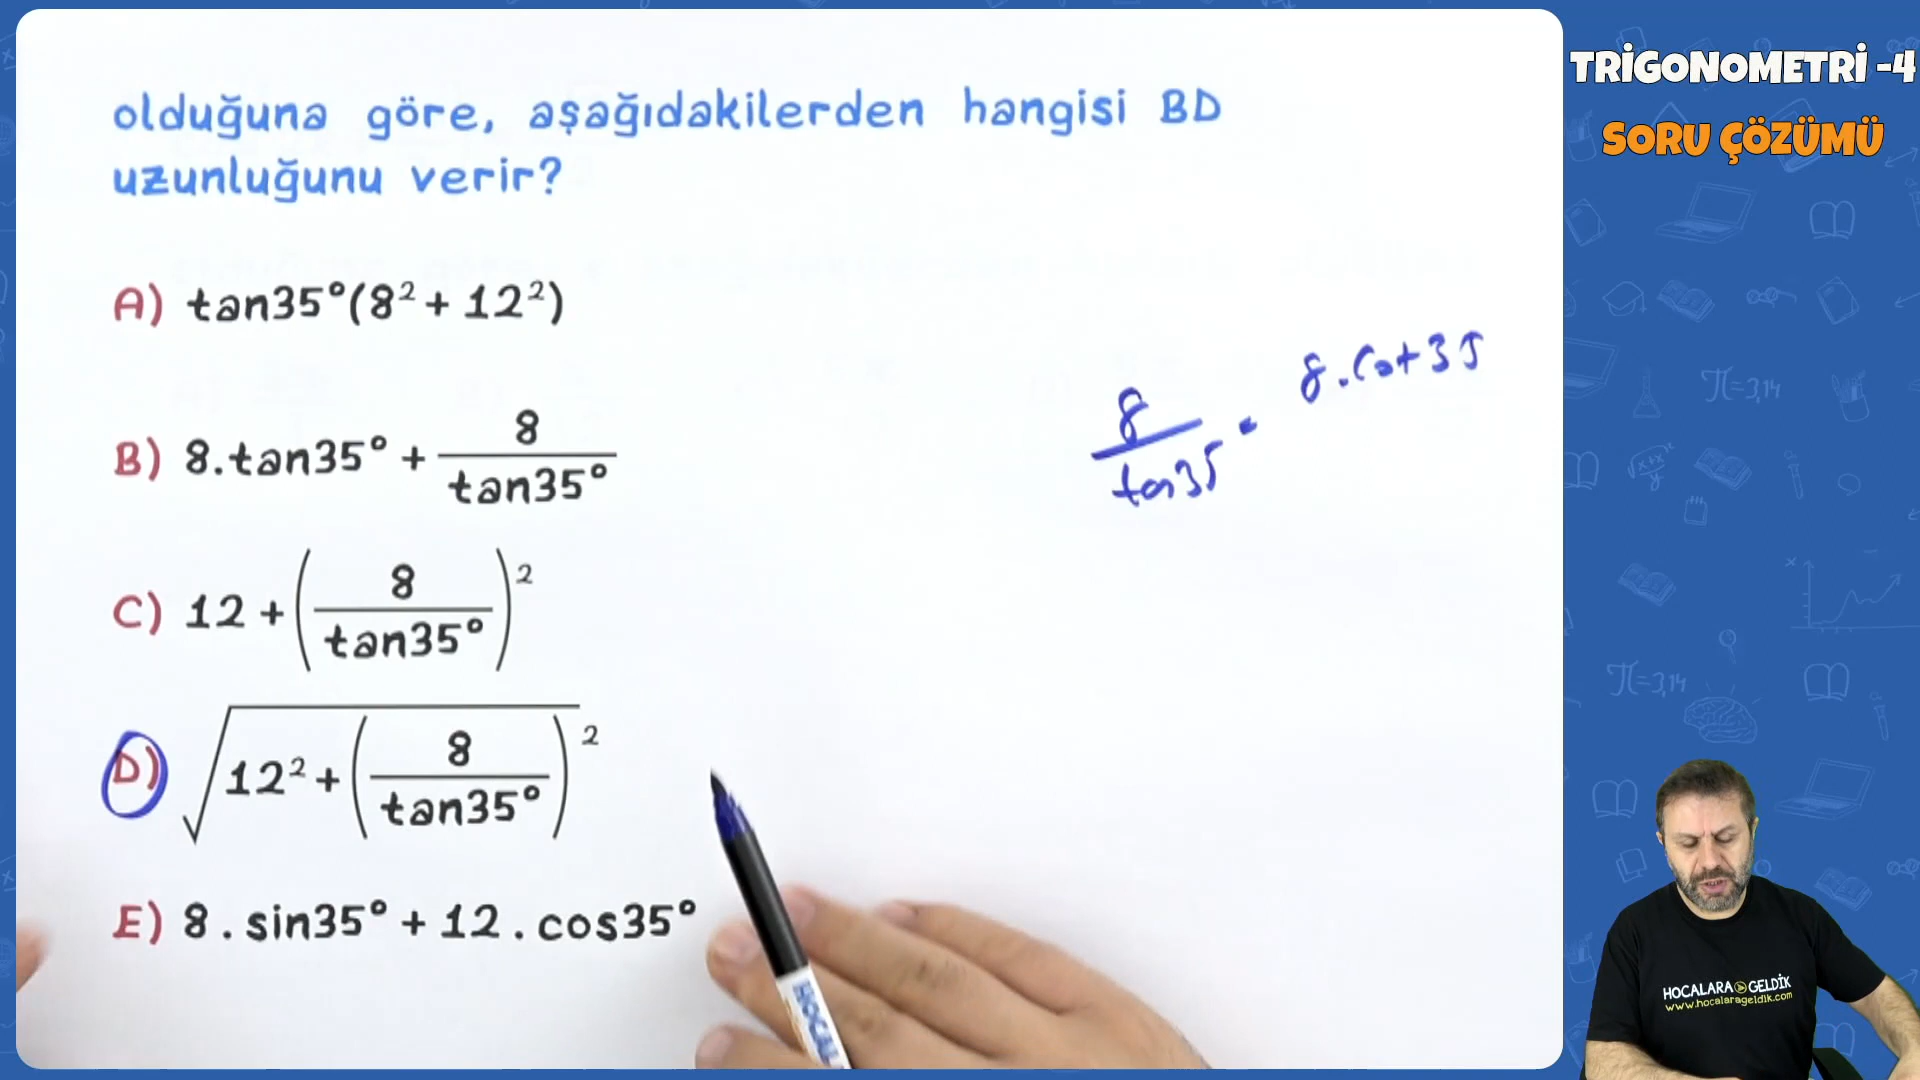 TRİGONOMETRİ -4
SORU ÇÖZÜMÜ
olduğuna göre, aşağıdakilerden hangisi BD
uzunluğunu verir?
A) tan35°(8² + 12²)
B) 8.tan35° + 8/tan35°
C) 12 + (8/tan35°)²
D) √(12² + (8/tan35°)²)
E) 8 . sin35° + 12 . cos35°
8/tan35 = 8.Cot35
HOCALARA GELDİK
www.hocalarageldik.com
HOCAL
π=3,14
π=3,14